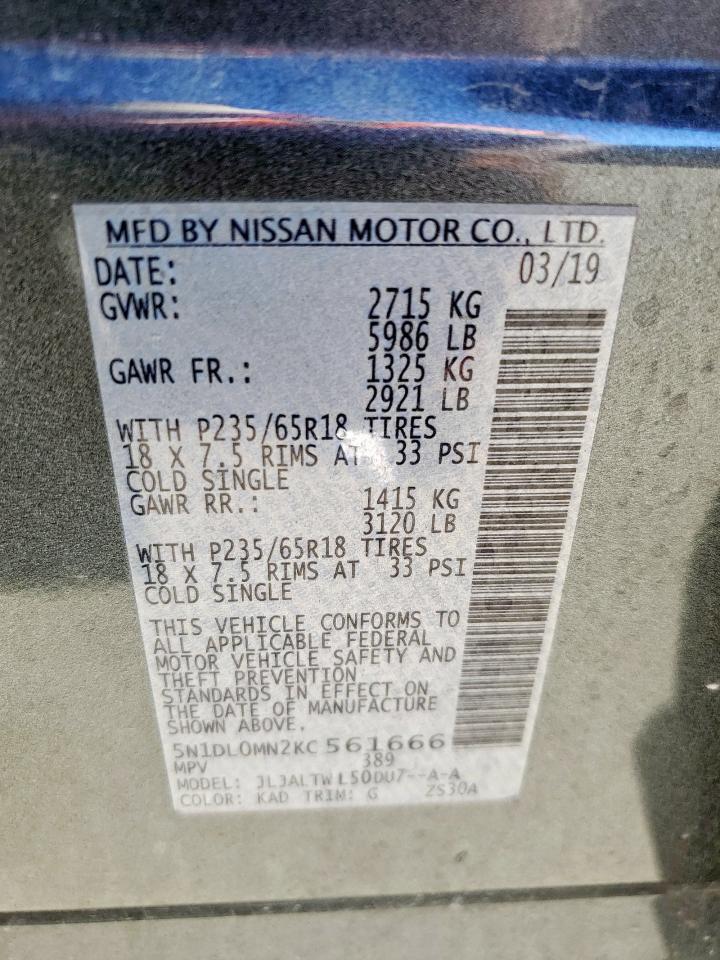 MFD BY NISSAN MOTOR CO., LTD.
DATE: 03/19
GVWR: 2715 KG
5986 LB
GAWR FR.: 1325 KG
2921 LB
WITH P235/65R18 TIRES
18 X 7.5 RIMS AT 33 PSI
COLD SINGLE
GAWR RR.: 1415 KG
3120 LB
WITH P235/65R18 TIRES
18 X 7.5 RIMS AT 33 PSI
COLD SINGLE
THIS VEHICLE CONFORMS TO
ALL APPLICABLE FEDERAL
MOTOR VEHICLE SAFETY AND
THEFT PREVENTION
STANDARDS IN EFFECT ON
THE DATE OF MANUFACTURE
SHOWN ABOVE.
5N1DL0MN2KC561666
MPV 389
MODEL: JL3ALTWL50DU7--A-A
COLOR: KAD TRIM: G ZS30A